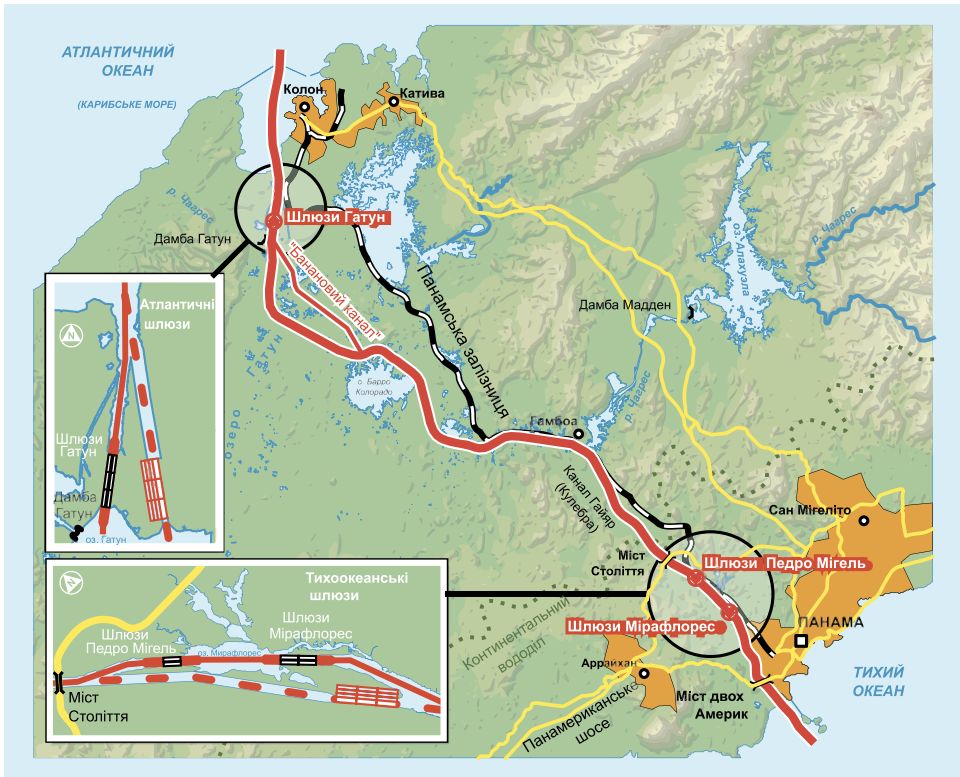 АТЛАНТИЧНИЙ
ОКЕАН
(КАРИБСЬКЕ МОРЕ)
Колон
Катива
р. Чагрес
Шлюзи Гатун
Дамба Гатун
"Банановий канал"
Панамська залізниця
оз. Алахуэла
р. Чагрес
Дамба Мадден
Атлантичні
шлюзи
N
Шлюзи
Гатун
Дамба
Гатун
оз. Гатун
озеро Гатун
о. Барро
Колорадо
р. Чагрес
Гамбоа
Канал Гайяр
(Кулебра)
Сан Мігеліто
Міст
Століття
Шлюзи Педро Мігель
Шлюзи Мірафлорес
ПАНАМА
Континентальний
вододіл
Аррайхан
Міст двох
Америк
Панамериканське
шосе
ТИХИЙ
ОКЕАН
N
Тихоокеанські
шлюзи
Шлюзи
Педро Мігель
оз. Мирафлорес
Шлюзи
Мірафлорес
Міст
Століття